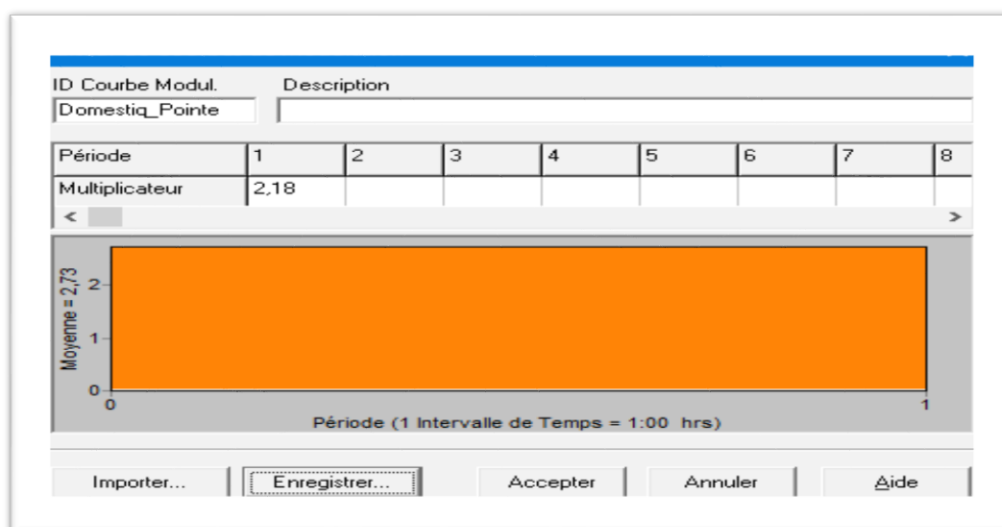 ID Courbe Modul. Description
Domestiq_Pointe
Période 1 2 3 4 5 6 7 8
Multiplicateur 2,18
< >
Moyenne = 2,73
2
1
0
0 1
Période (1 Intervalle de Temps = 1:00 hrs)
Importer... Enregistrer... Accepter Annuler Aide